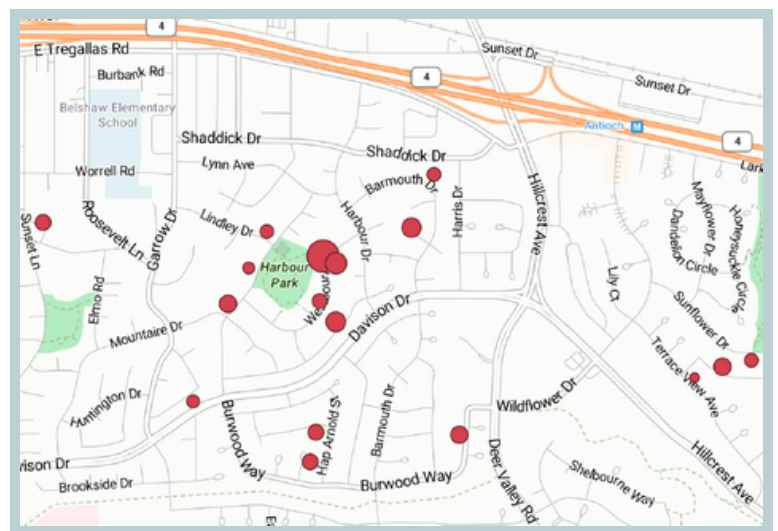 4
E Tregallas Rd
Sunset Dr
Burbank Rd
4
Sunset Dr
Belshaw Elementary
School
Antioch M
4
Shaddick Dr
Shaddick Dr
Lark
Lynn Ave
Worrell Rd
Barmouth Dr
Hillcrest Ave
Harris Dr
Mayflower Dr
Honeysuckle Circle
Roosevelt Ln
Lindley Dr
Harbour Dr
Dandelion Circle
Sunset Ln
Garrow Dr
Harbour
Park
Lily Ct
Elmo Rd
Sunflower Dr
Mountaire Dr
Davison Dr
Terrace View Ave
Huntington Dr
Hap Arnold St
Barmouth Dr
Wildflower Dr
Burwood Way
Deer Valley Rd
Hillcrest Ave
vison Dr
Brookside Dr
Burwood Way
Shelbourne Way